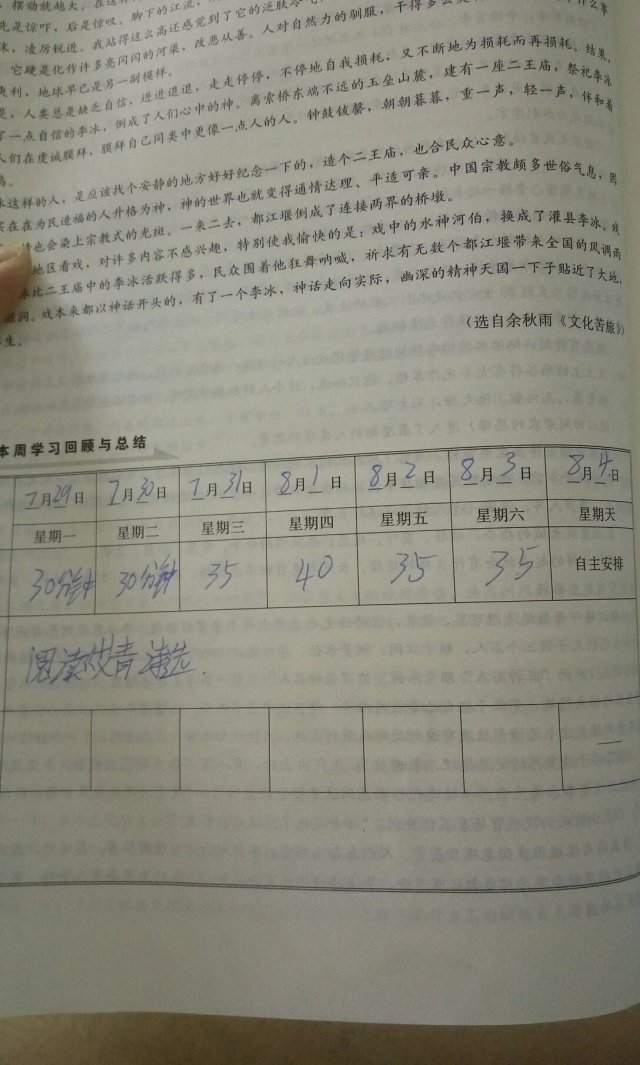 摆动就越大。在这
先是惊吓，后是惊叹。脚下的江流，
凌厉锐进。我站得这么高还感觉到了它的泛肤冷气
它硬是化作许多亮闪闪的河渠，改恶从善。人对自然力的驯服，干得多么
爽利，地球早已是另一副模样。
人类总是缺乏自信，进进退退，走走停停，不停地自我损耗，又不断地为损耗而再损耗。结果，
了一点自信的李冰，倒成了人们心中的神。离索桥东端不远的玉垒山麓，建有一座二王庙，祭祀李冰
人们在虔诚膜拜，膜拜自己同类中更像一点人的人。钟鼓钹磬，朝朝暮暮，重一声，轻一声，伴和着
这样的人，是应该找个安静的地方好好纪念一下的，造个二王庙，也合民众心意。
在为民造福的人升格为神，神的世界也就变得通情达理、平适可亲。中国宗教颇多世俗气息，因
也会染上宗教式的光斑。一来二去，都江堰倒成了连接两界的桥墩。
地区看戏，对许多内容不感兴趣，特别使我愉快的是：戏中的水神河伯，换成了灌县李冰。戏
比二王庙中的李冰活跃得多，民众围着他狂舞呐喊，祈求有无数个都江堰带来全国的风调雨
滋润。戏本来都以神话开头的，有了一个李冰，神话走向实际，幽深的精神天国一下子贴近了大地，
生。
（选自余秋雨《文化苦旅》）
本周学习回顾与总结
7月29日 7月30日 7月31日 8月1日 8月2日 8月3日 8月4日
星期一 星期二 星期三 星期四 星期五 星期六 星期天
30分钟 30分钟 35 40 35 35 自主安排
阅读艾青诗选